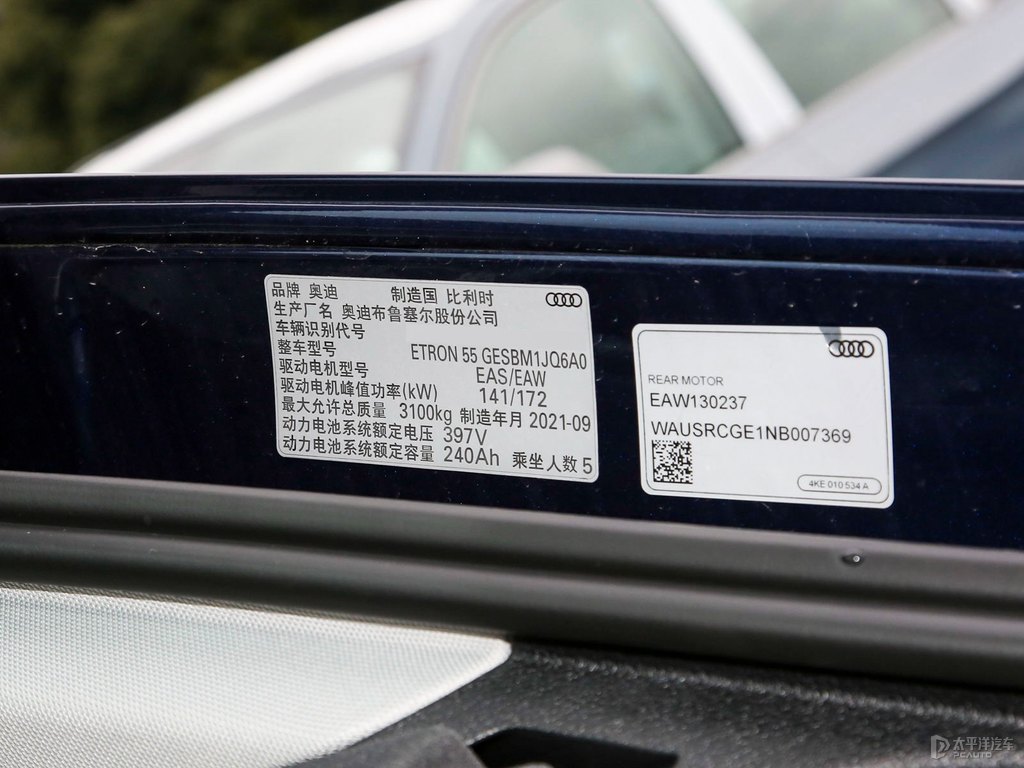 品牌 奥迪 制造国 比利时
生产厂名 奥迪布鲁塞尔股份公司
车辆识别代号
整车型号 ETRON 55 GESBM1JQ6A0
驱动电机型号 EAS/EAW
驱动电机峰值功率(kW) 141/172
最大允许总质量 3100kg 制造年月 2021-09
动力电池系统额定电压 397V
动力电池系统额定容量 240Ah 乘坐人数 5
REAR MOTOR
EAW130237
WAUSRCGE1NB007369
4KE 010 534 A
太平洋汽车
PCAUTO